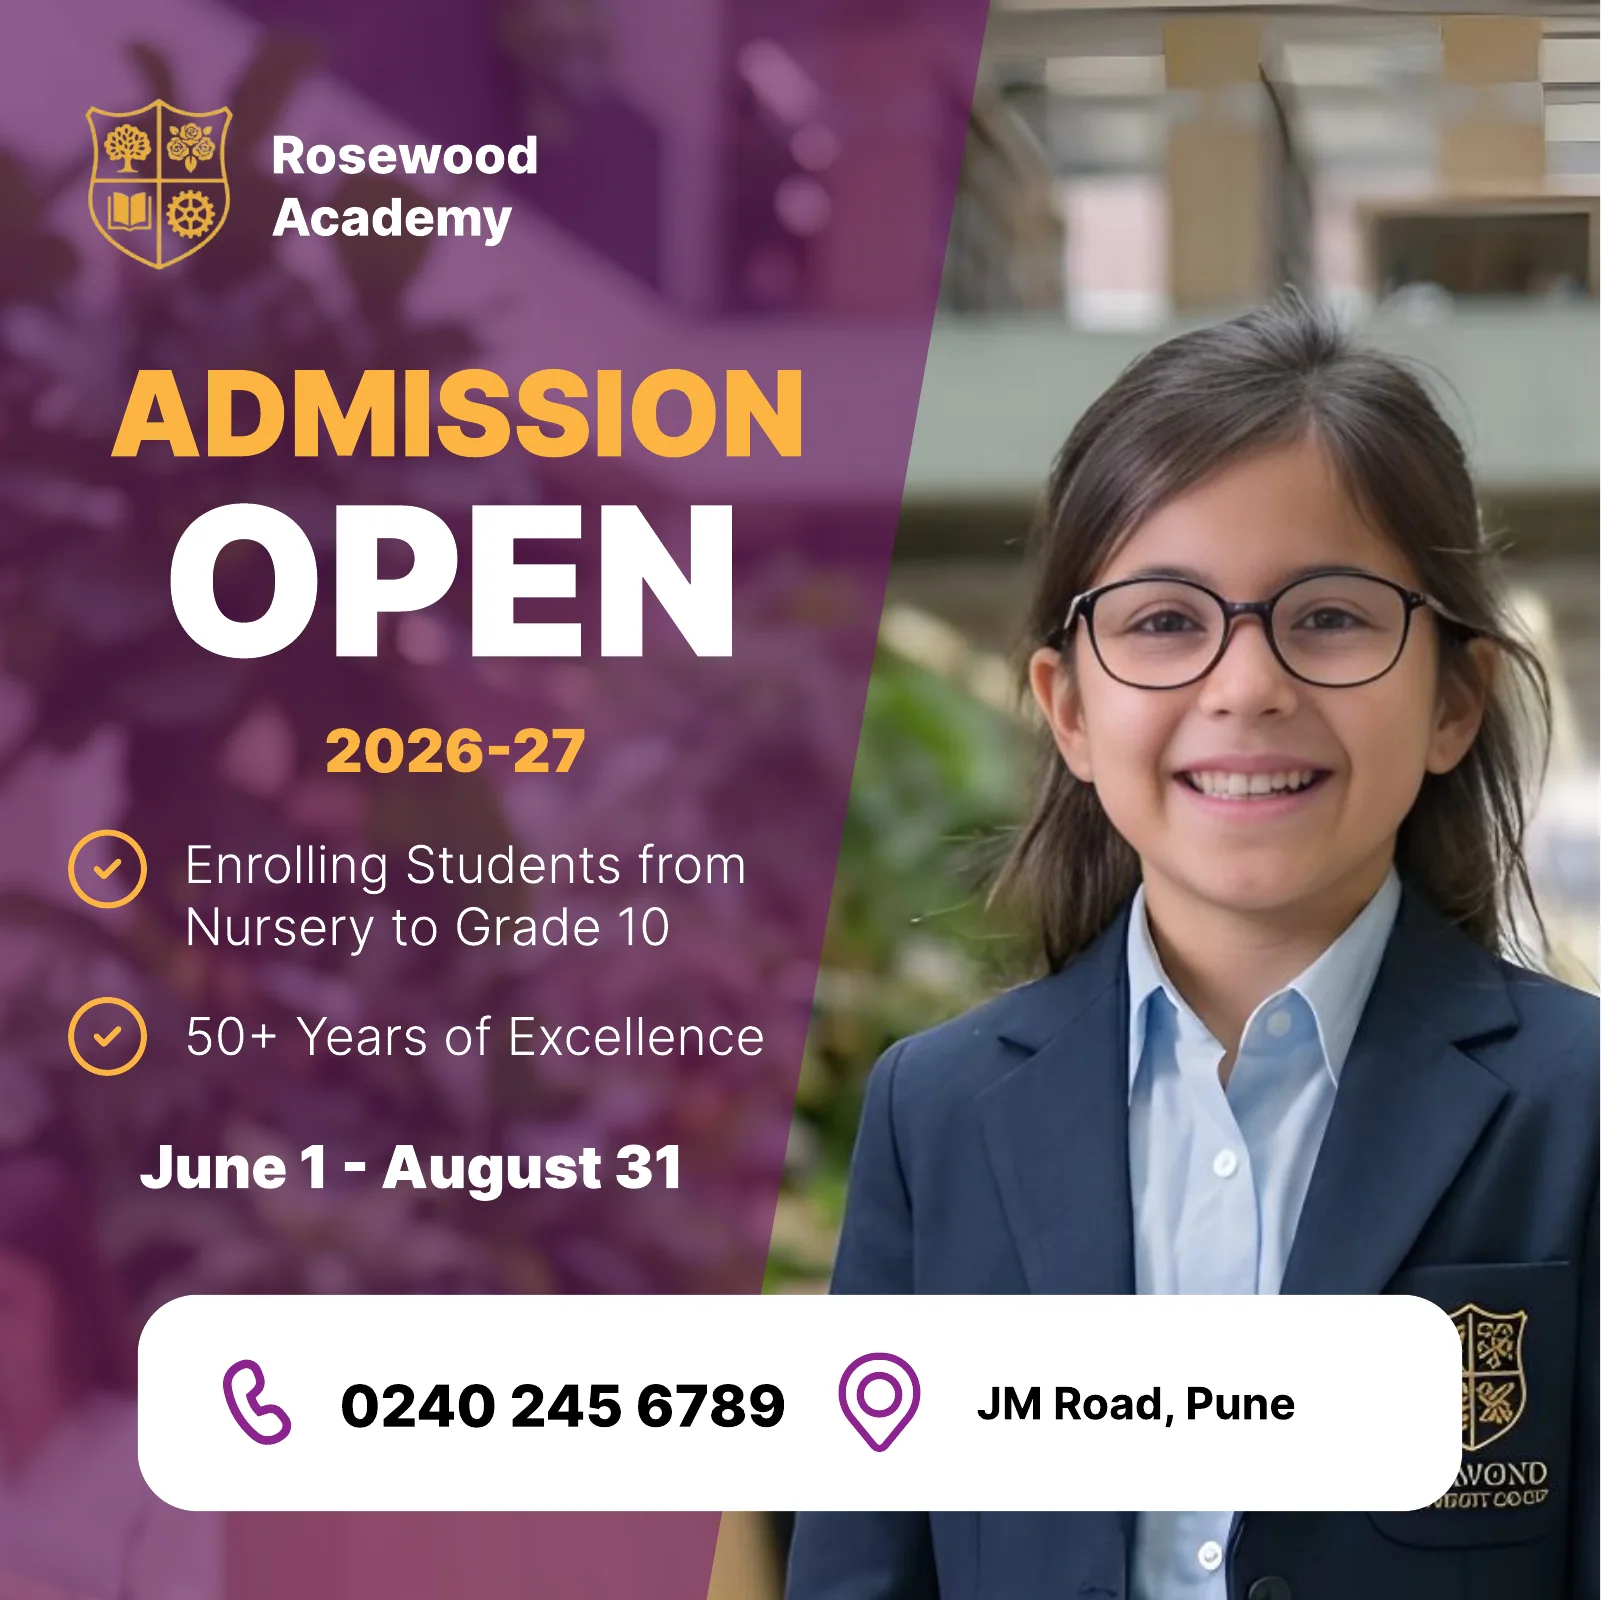 Rosewood
Academy
ADMISSION
OPEN
2026-27
Enrolling Students from
Nursery to Grade 10
50+ Years of Excellence
June 1 - August 31
0240 245 6789
JM Road, Pune